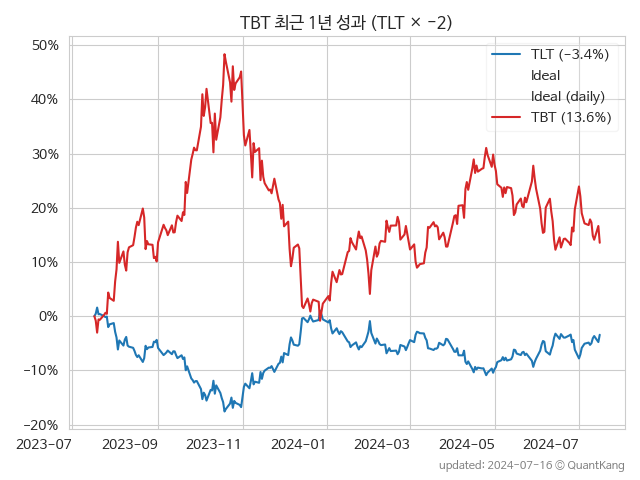 TBT 최근 1년 성과 (TLT × -2)
50%
40%
30%
20%
10%
0%
−10%
−20%
TLT (-3.4%)
Ideal
Ideal (daily)
TBT (13.6%)
2023-07
2023-09
2023-11
2024-01
2024-03
2024-05
2024-07
updated: 2024-07-16 © QuantKang